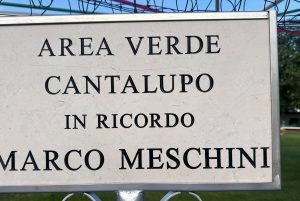 AREA VERDE
CANTALUPO
IN RICORDO
MARCO MESCHINI